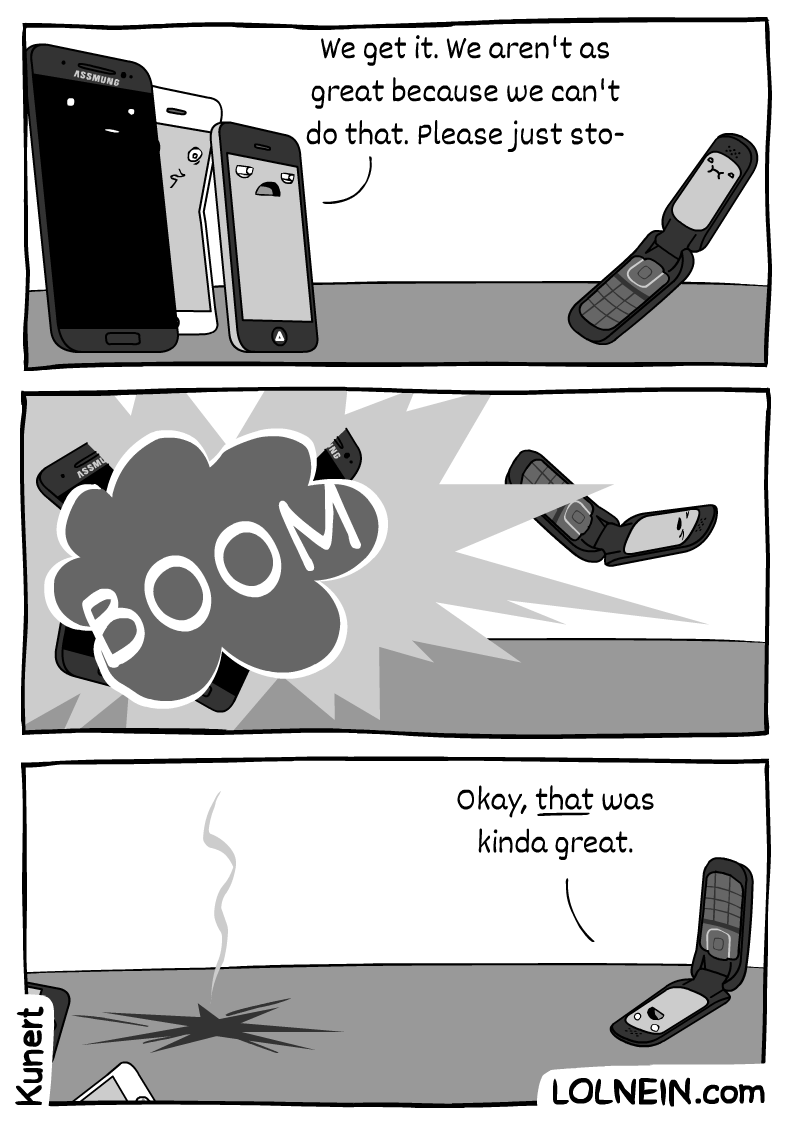 We get it. We aren't as
great because we can't
do that. Please just sto-
ASSMUNG
ASSMU
NG
BOOM
Okay, that was
kinda great.
Kunert
LOLNEIN.com